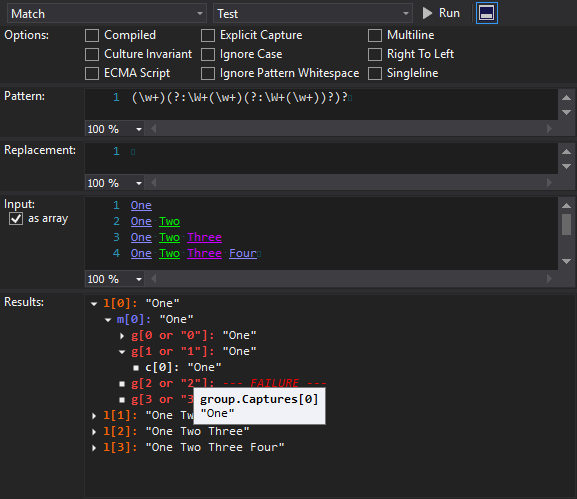 Match Test Run
Options: Compiled Explicit Capture Multiline
Culture Invariant Ignore Case Right To Left
ECMA Script Ignore Pattern Whitespace Singleline
Pattern: 1 (\w+)(?:\W+(\w+)(?:\W+(\w+))?)?
100 %
Replacement: 1
100 %
Input: 1 One
as array 2 One Two
3 One Two Three
4 One Two Three Four
100 %
Results: l[0]: "One"
m[0]: "One"
g[0 or "0"]: "One"
g[1 or "1"]: "One"
c[0]: "One"
g[2 or "2"]: --- FAILURE ---
g[3 or "3
group.Captures[0]
"One"
l[1]: "One Tw
l[2]: "One Two Three"
l[3]: "One Two Three Four"